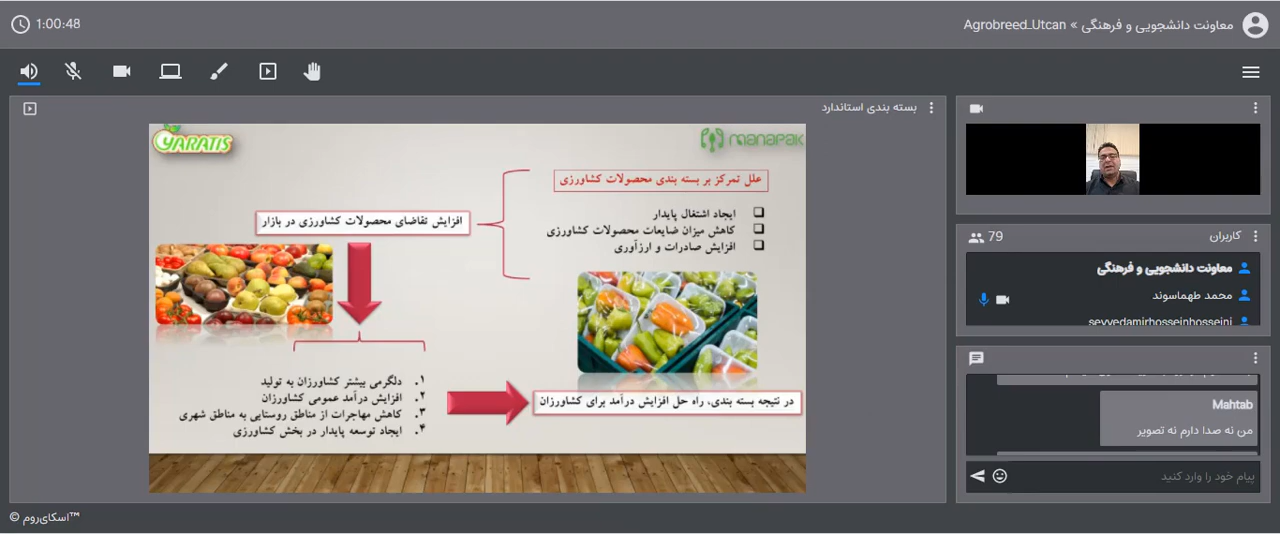 1:00:48
معاونت دانشجویی و فرهنگی » Agrobreed_Utcan
بسته بندی استاندارد
YARATIS
manapak
علل تمرکز بر بسته بندی محصولات کشاورزی
ایجاد اشتغال پایدار
کاهش میزان ضایعات محصولات کشاورزی
افزایش صادرات و ارزآوری
افزایش تقاضای محصولات کشاورزی در بازار
۱. دلگرمی بیشتر کشاورزان به تولید
۲. افزایش درآمد عمومی کشاورزان
۳. کاهش مهاجرات از مناطق روستایی به مناطق شهری
۴. ایجاد توسعه پایدار در بخش کشاورزی
در نتیجه بسته بندی، راه حل افزایش درآمد برای کشاورزان
کاربران
79
معاونت دانشجویی و فرهنگی
محمد طهماسوند
seyyedamirhosseinhosseini
Mahtab
من نه صدا دارم نه تصویر
پیام خود را وارد کنید
© اسکای‌روم™